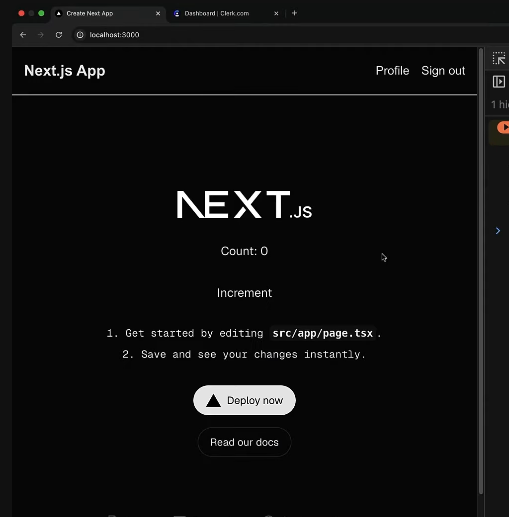 Create Next App
Dashboard | Clerk.com
localhost:3000
Next.js App
Profile
Sign out
1 hi
NEXT.JS
Count: 0
Increment
1. Get started by editing src/app/page.tsx.
2. Save and see your changes instantly.
Deploy now
Read our docs